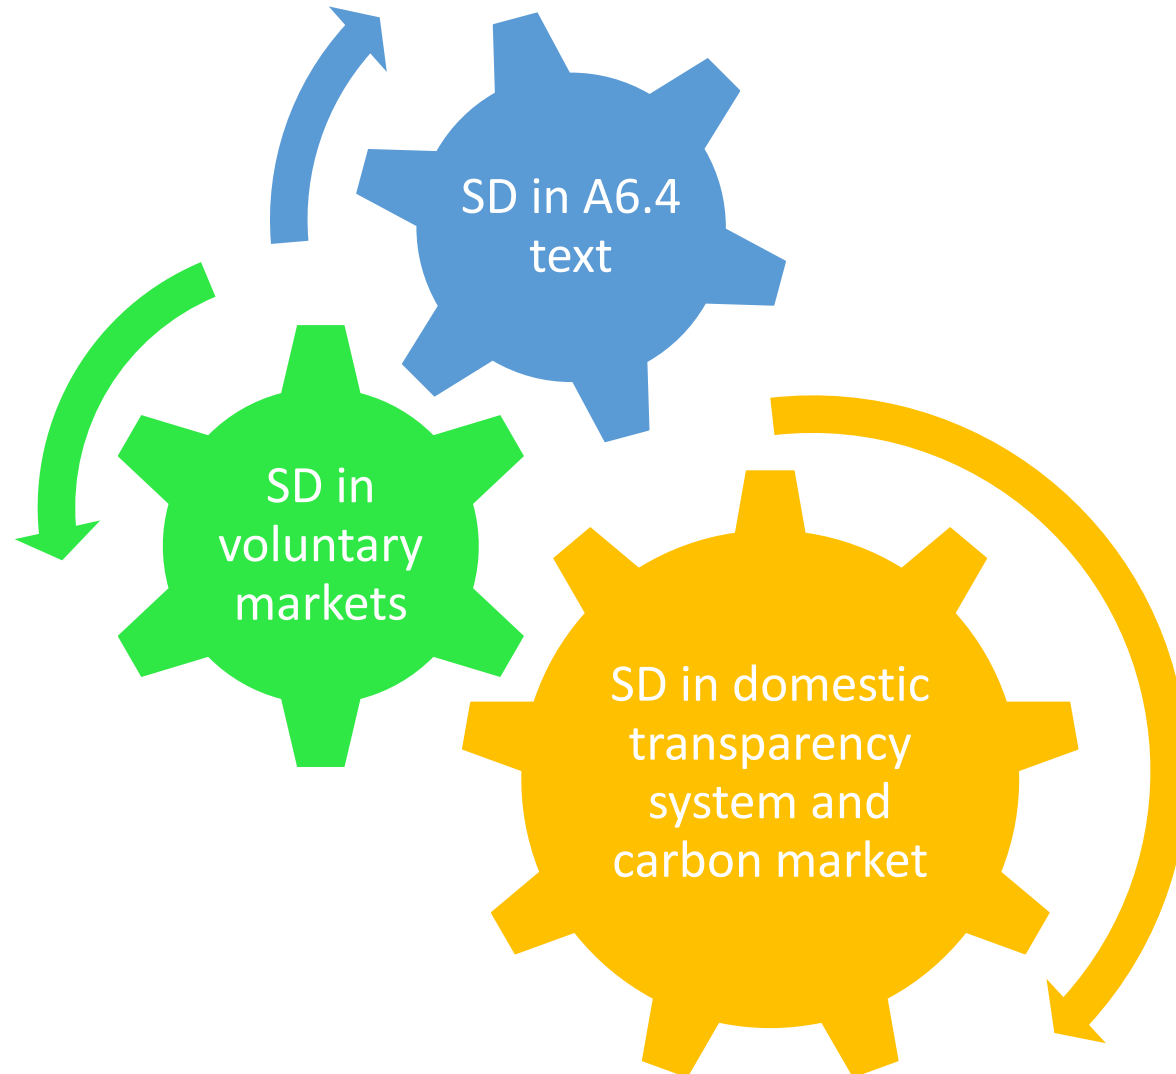 SD in A6.4
text
SD in
voluntary
markets
SD in domestic
transparency
system and
carbon market